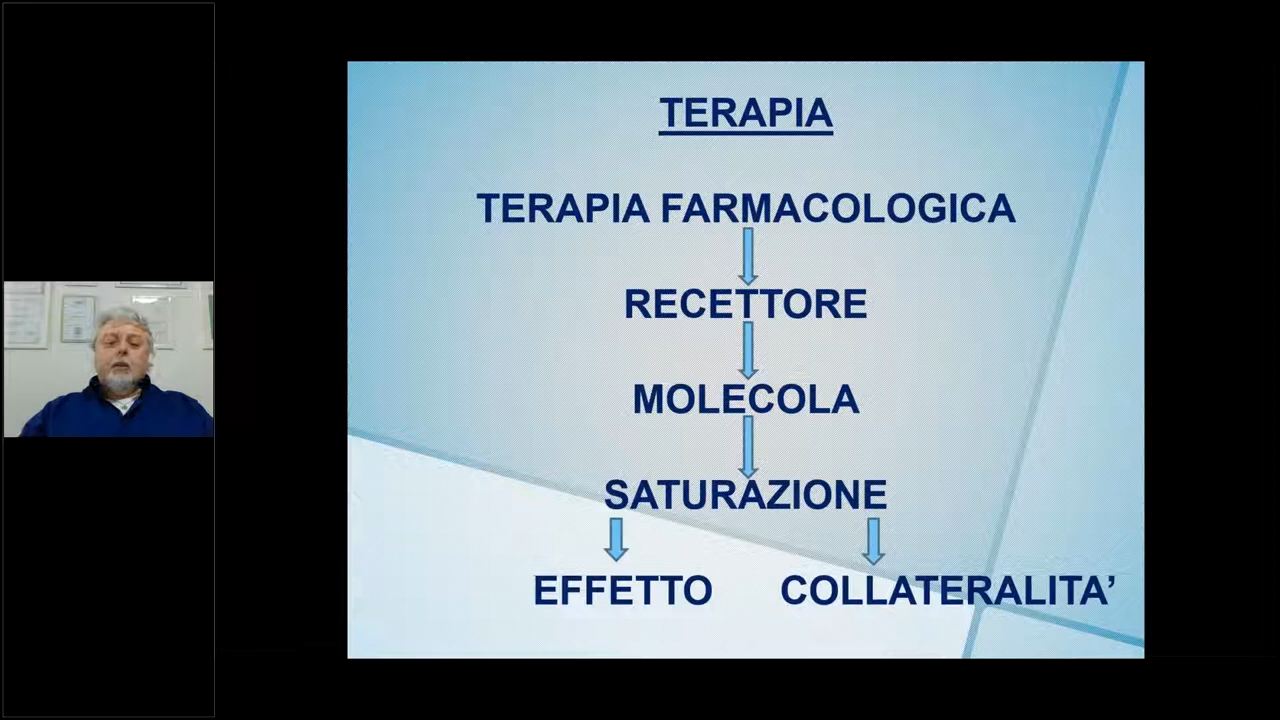 TERAPIA
TERAPIA FARMACOLOGICA
RECETTORE
MOLECOLA
SATURAZIONE
EFFETTO COLLATERALITA’